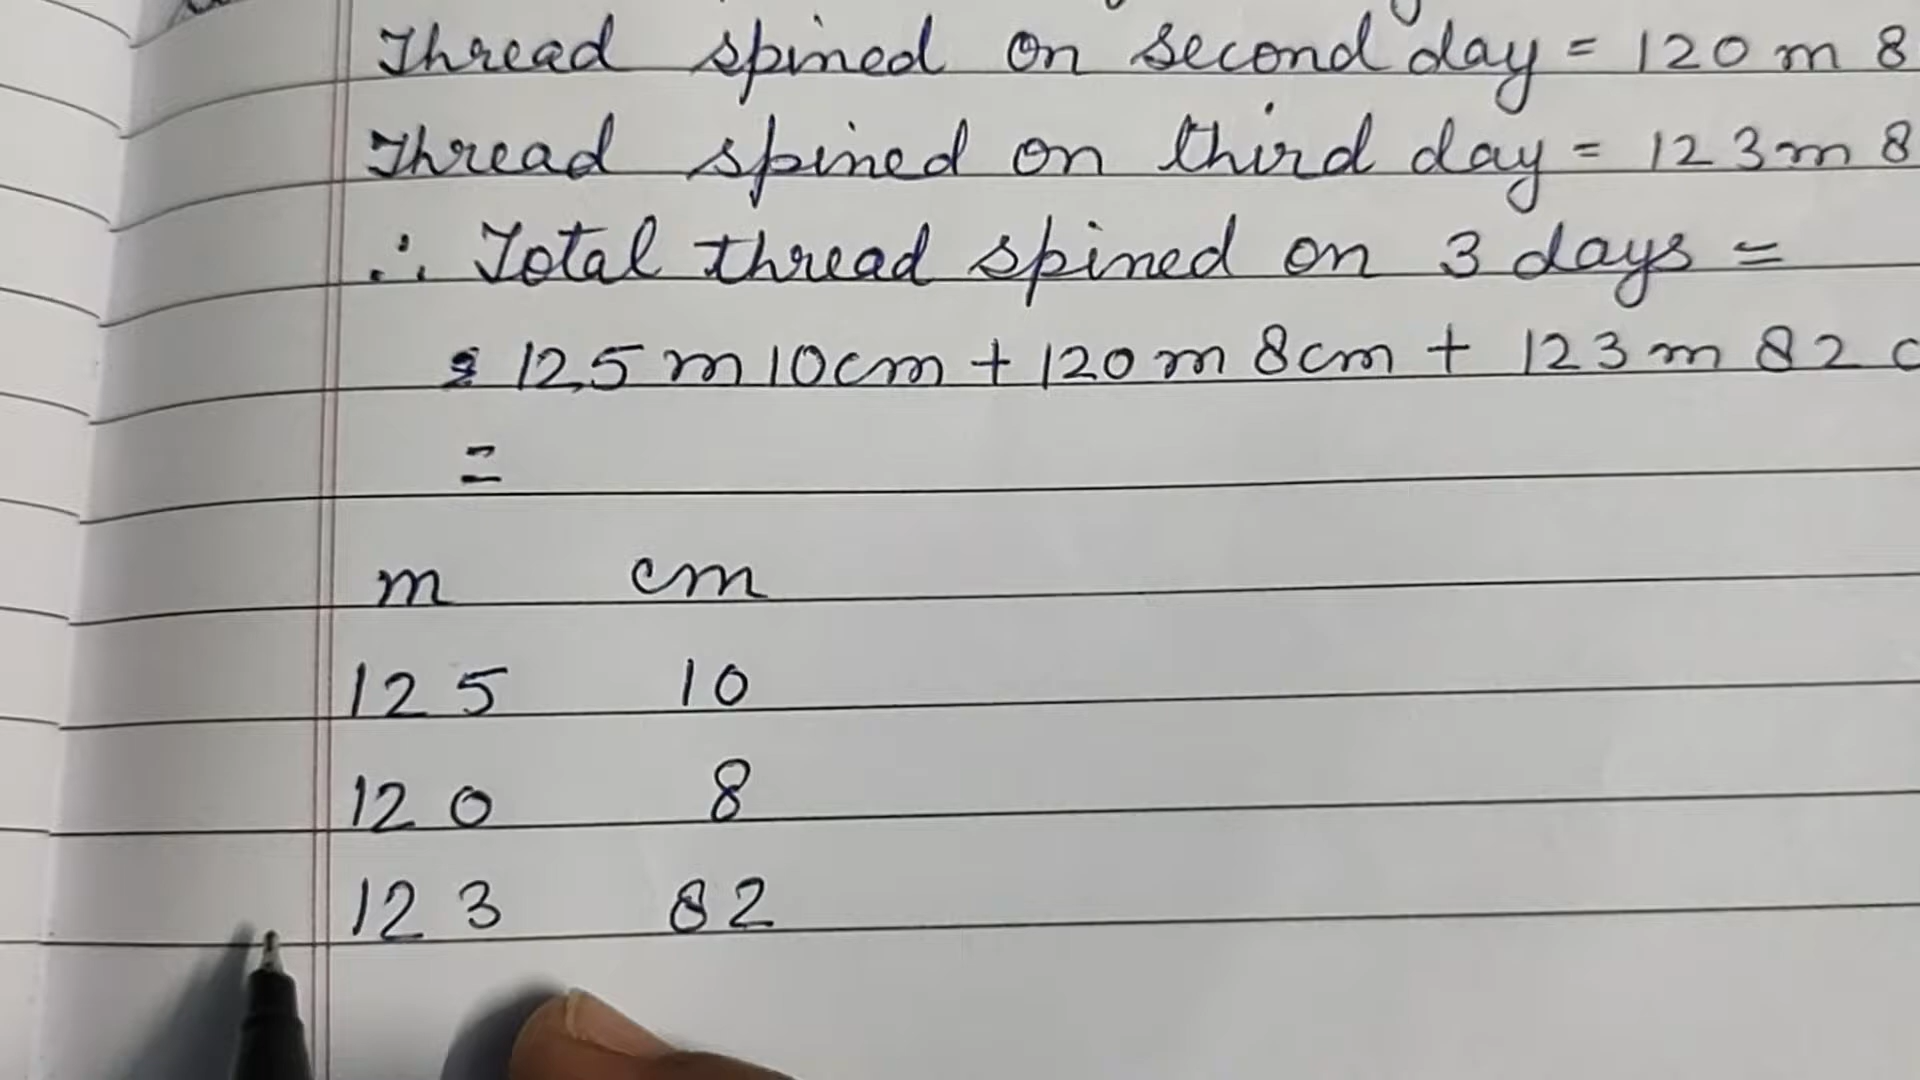 Thread spined on second day = 120 m 8
Thread spined on third day = 123 m 8
∴ Total thread spined on 3 days =
= 125 m 10 cm + 120 m 8 cm + 123 m 82 c
=
m cm
125 10
120 8
123 82